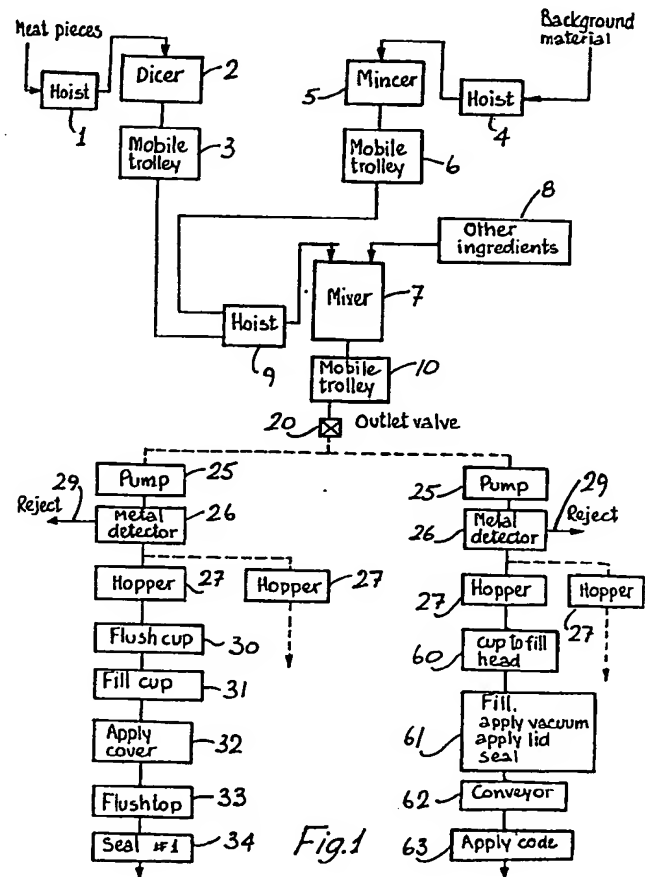 Meat pieces
Background
material
Hoist
1
Dicer
2
Mincer
5
Hoist
4
Mobile
trolley
3
Mobile
trolley
6
8
Other
ingredients
Mixer
7
Hoist
9
Mobile
trolley
10
20
Outlet valve
Pump
25
Metal
detector
26
29
Reject
Hopper
27
Hopper
27
Flush cup
30
Fill cup
31
Apply
cover
32
Flush top
33
Seal #1
34
Pump
25
Metal
detector
26
29
Reject
Hopper
27
Hopper
27
cup to fill
head
60
Fill.
apply vacuum
apply lid
seal
61
Conveyor
62
Apply code
63
Fig.1